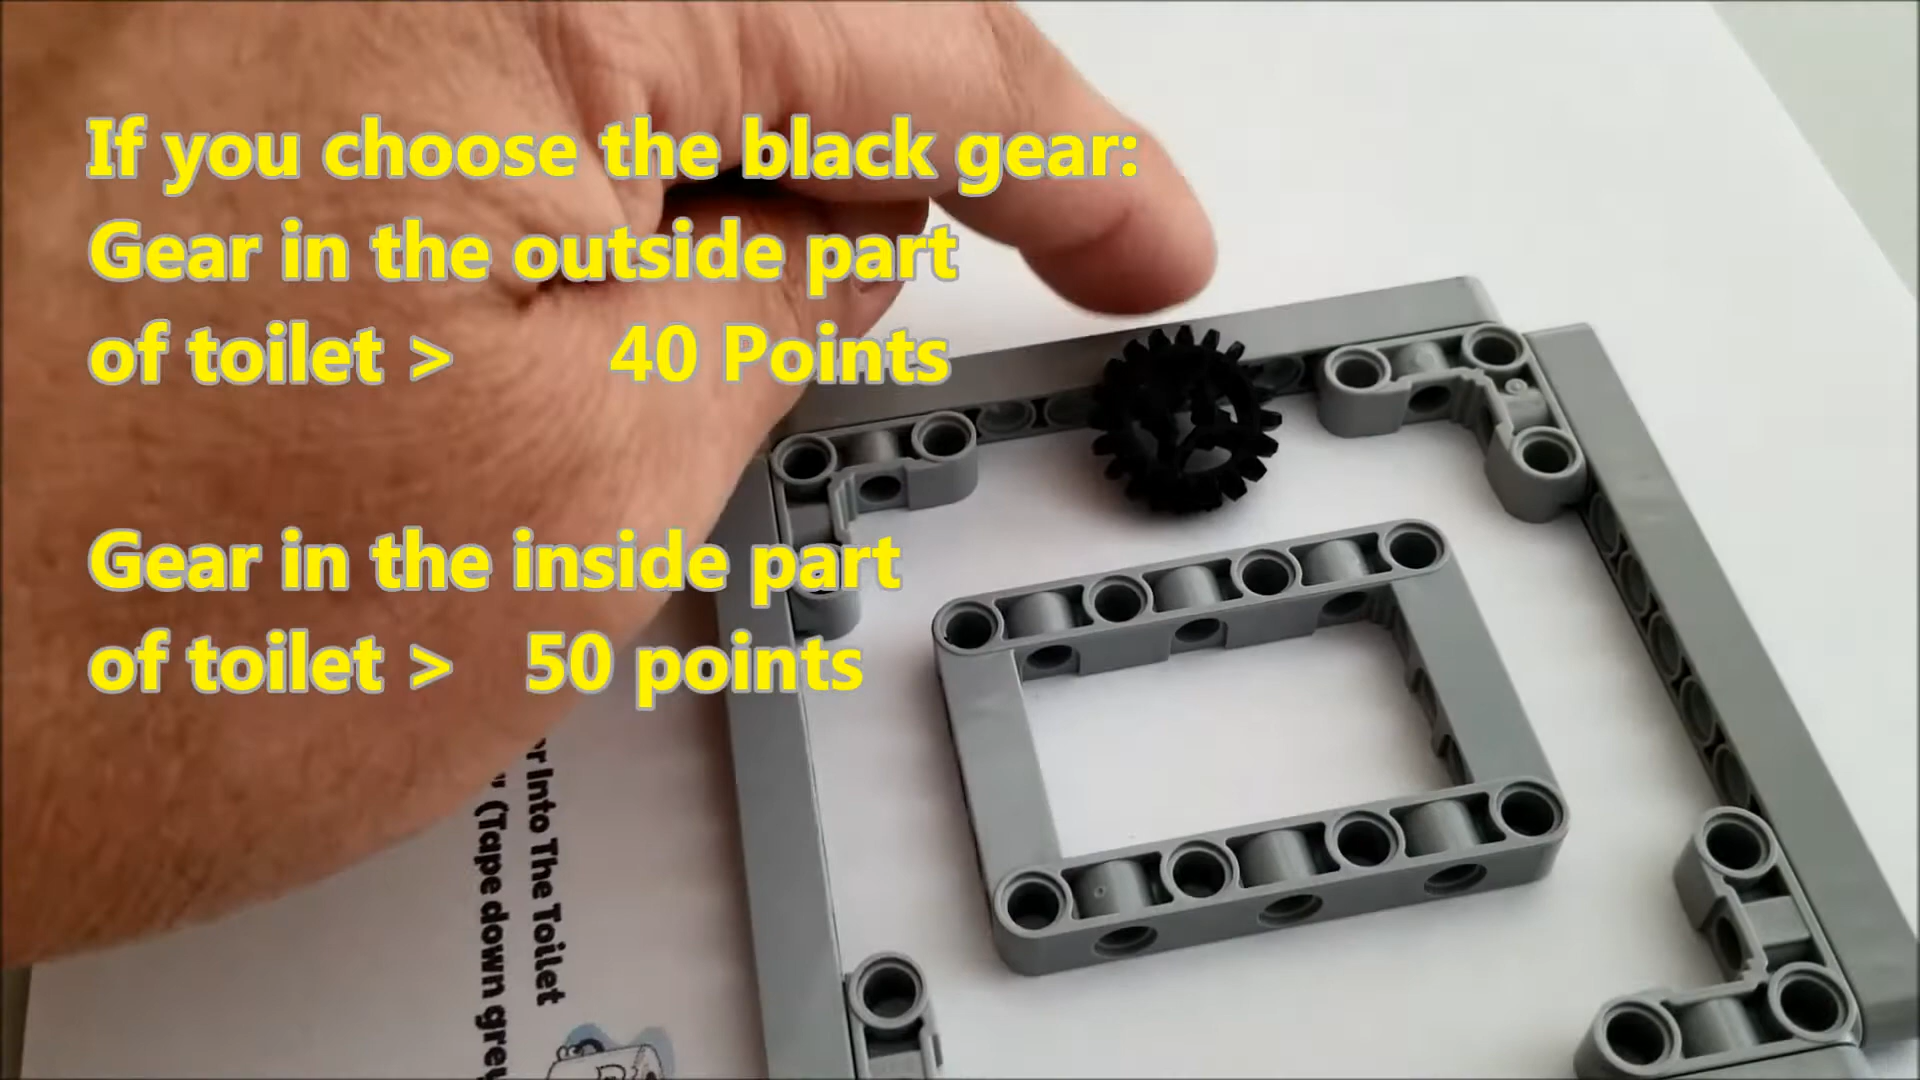 If you choose the black gear:
Gear in the outside part
of toilet > 40 Points
Gear in the inside part
of toilet > 50 points
Into The Toilet
(Tape down grey